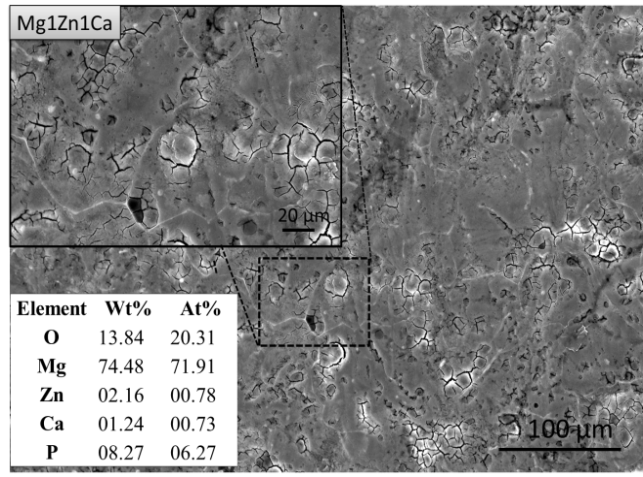 Mg1Zn1Ca
20 μm
Element Wt% At%
O 13.84 20.31
Mg 74.48 71.91
Zn 02.16 00.78
Ca 01.24 00.73
P 08.27 06.27
100 μm